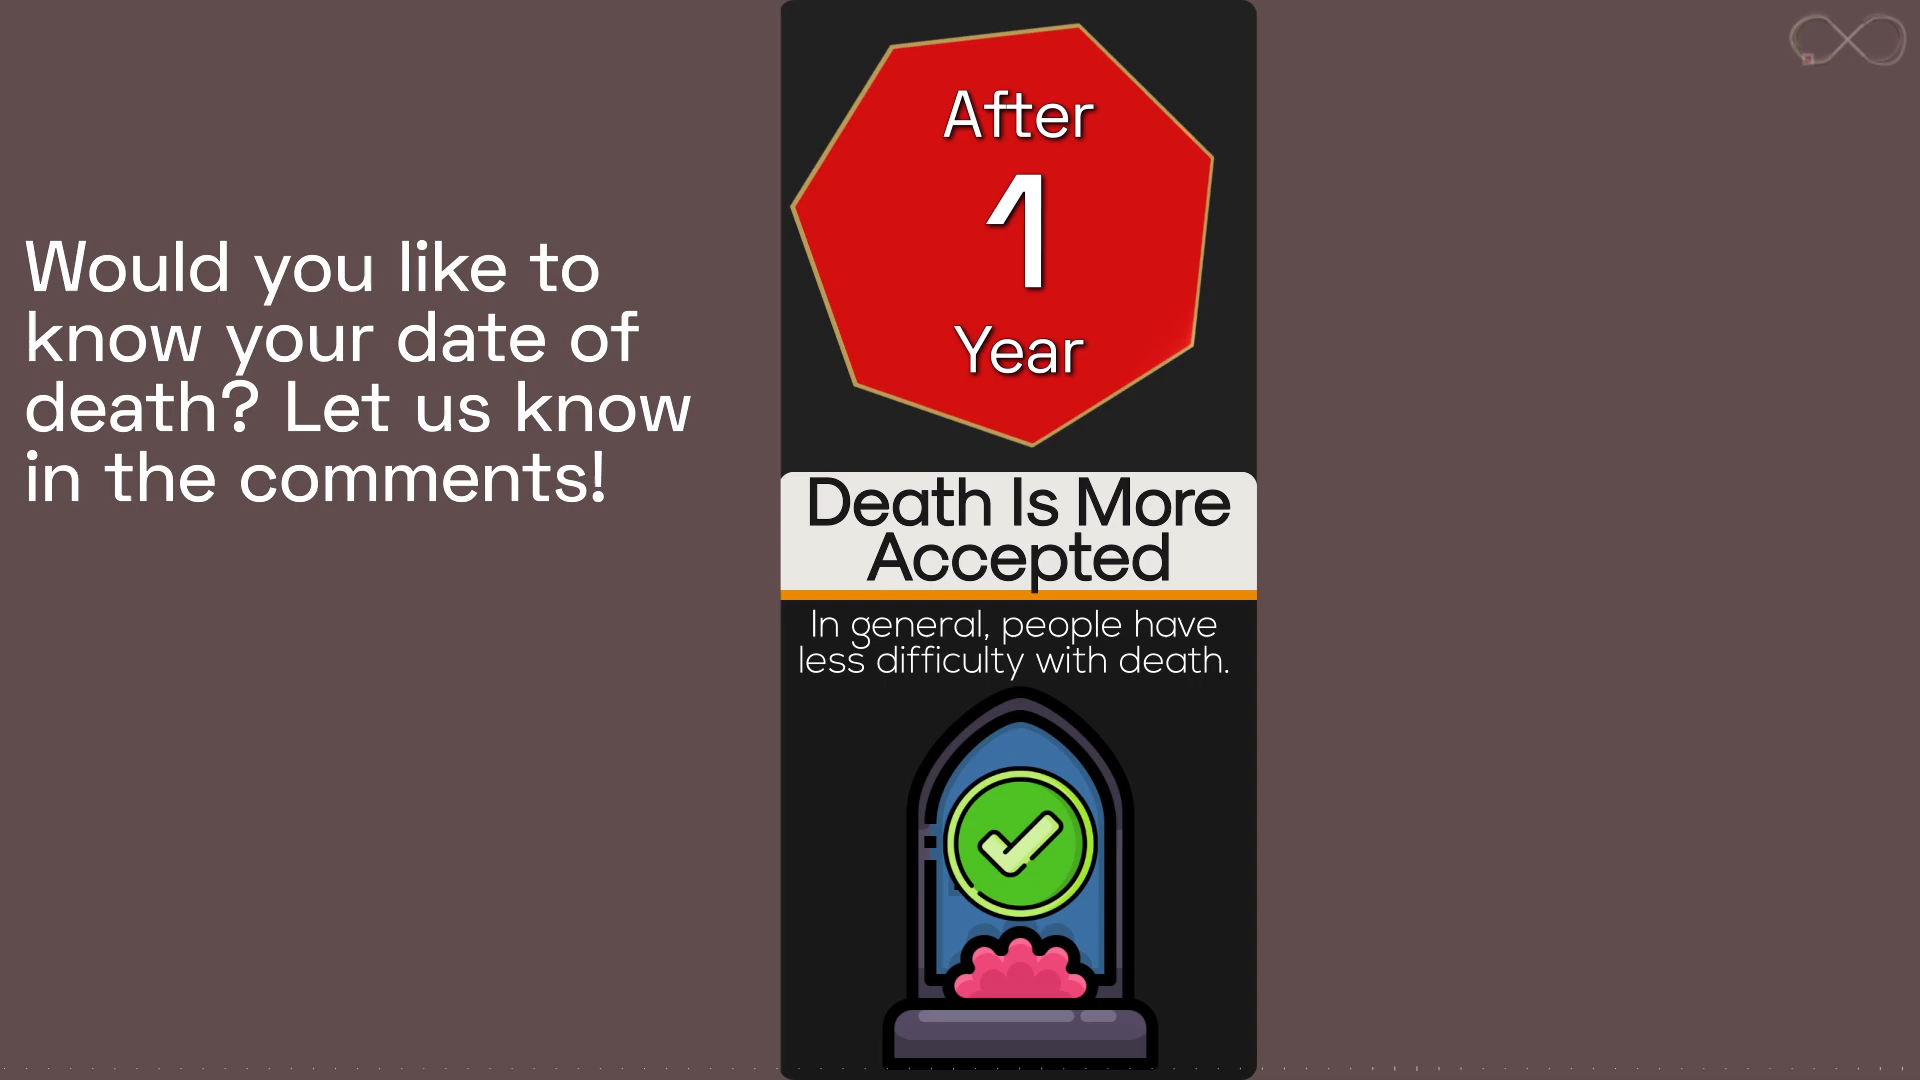 Would you like to
know your date of
death? Let us know
in the comments!
After
1
Year
Death Is More
Accepted
In general, people have
less difficulty with death.